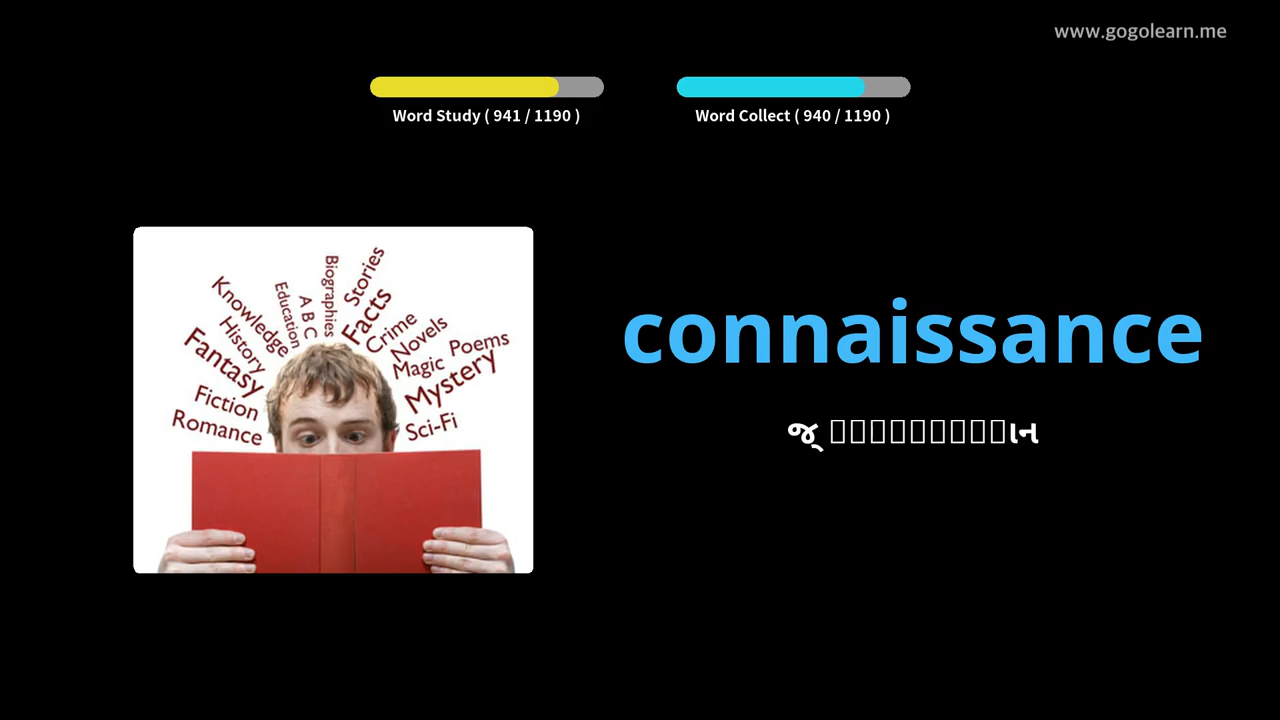 www.gogolearn.me
Word Study ( 941 / 1190 )
Word Collect ( 940 / 1190 )
Biographies
Stories
Education
A B C
Facts
Knowledge
Crime
History
Novels
Fantasy
Magic
Poems
Mystery
Fiction
Romance
Sci-Fi
connaissance